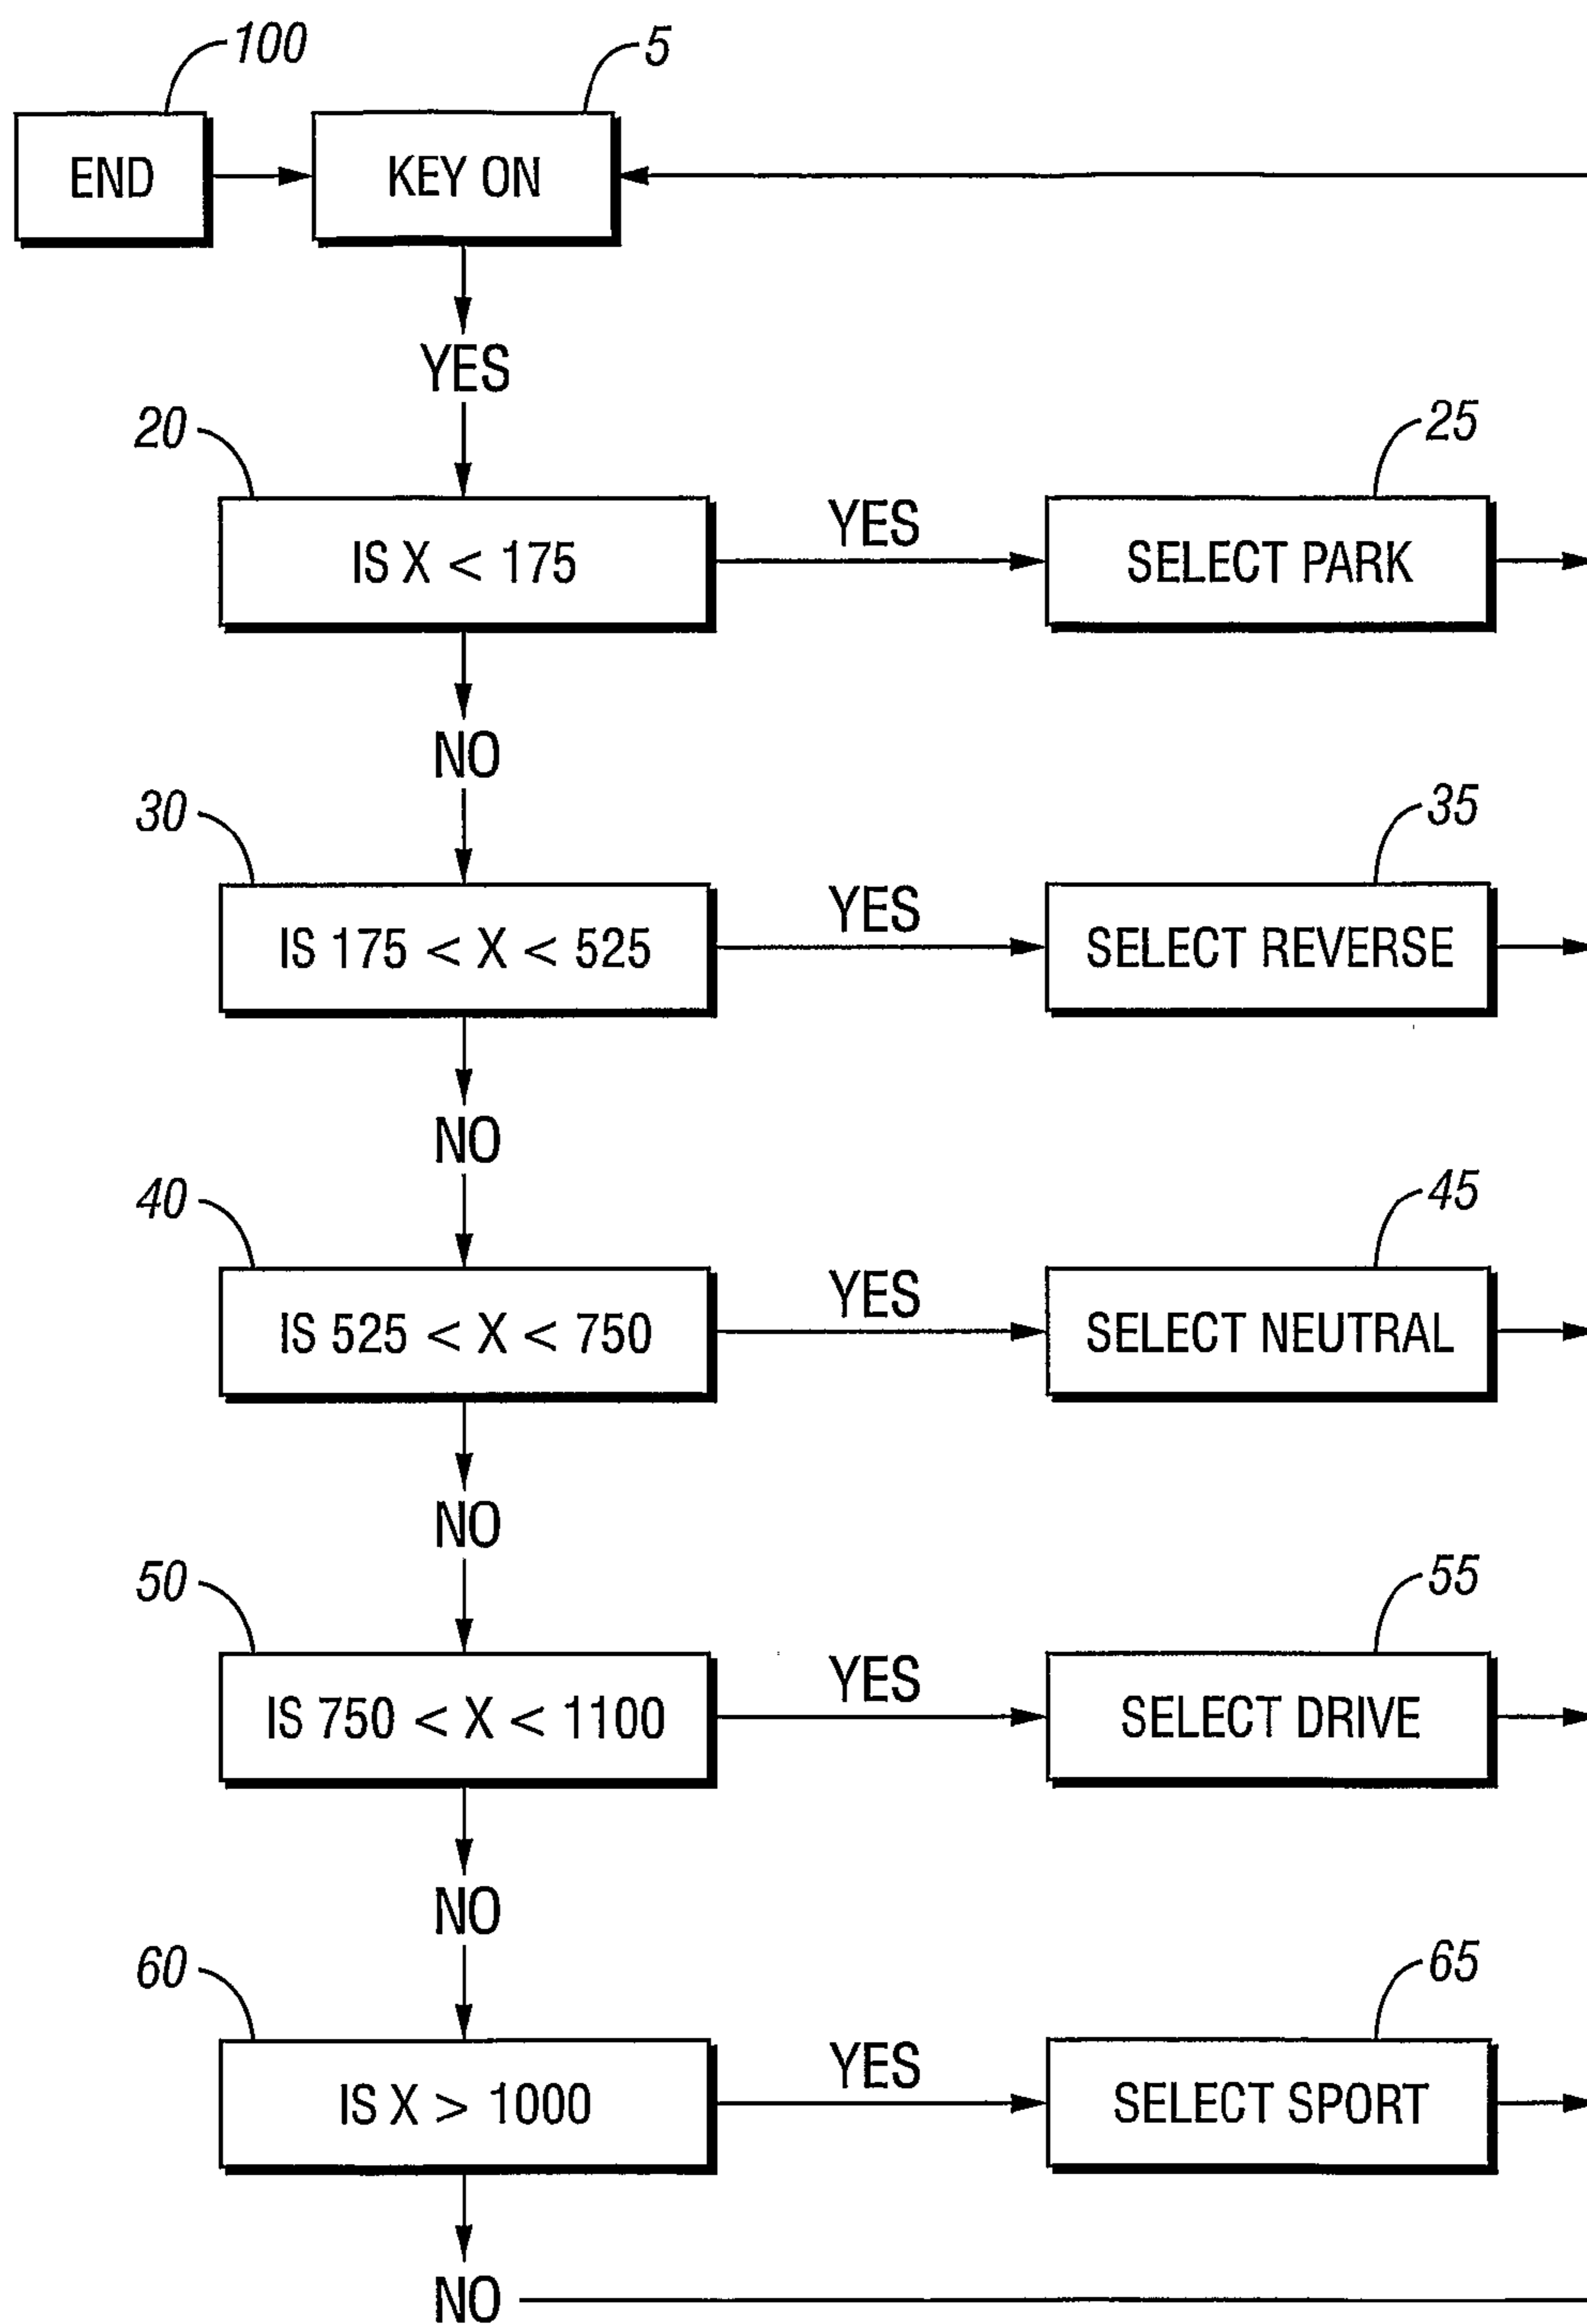 100
5
END
KEY ON
YES
20
25
IS X < 175
YES
SELECT PARK
NO
30
35
IS 175 < X < 525
YES
SELECT REVERSE
NO
40
45
IS 525 < X < 750
YES
SELECT NEUTRAL
NO
50
55
IS 750 < X < 1100
YES
SELECT DRIVE
NO
60
65
IS X > 1000
YES
SELECT SPORT
NO